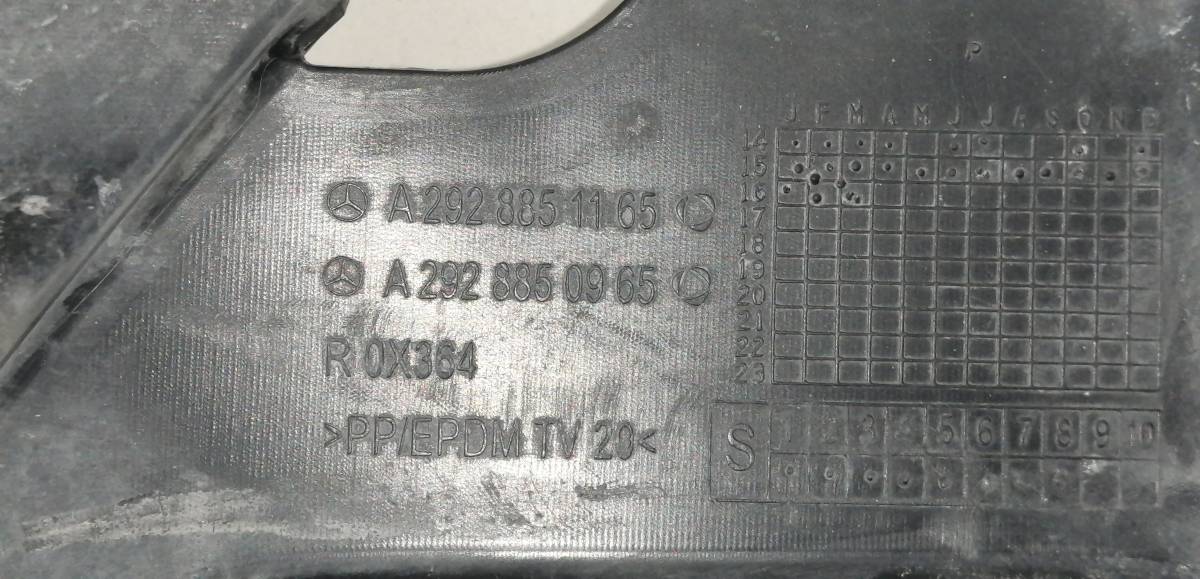 P
J F M A M J J A S O N D
14
15
16
17
18
19
20
21
22
23
A 292 885 11 65
A 292 885 09 65
R 0X364
>PP/EPDM TV 20<
S 1 2 3 4 5 6 7 8 9 10